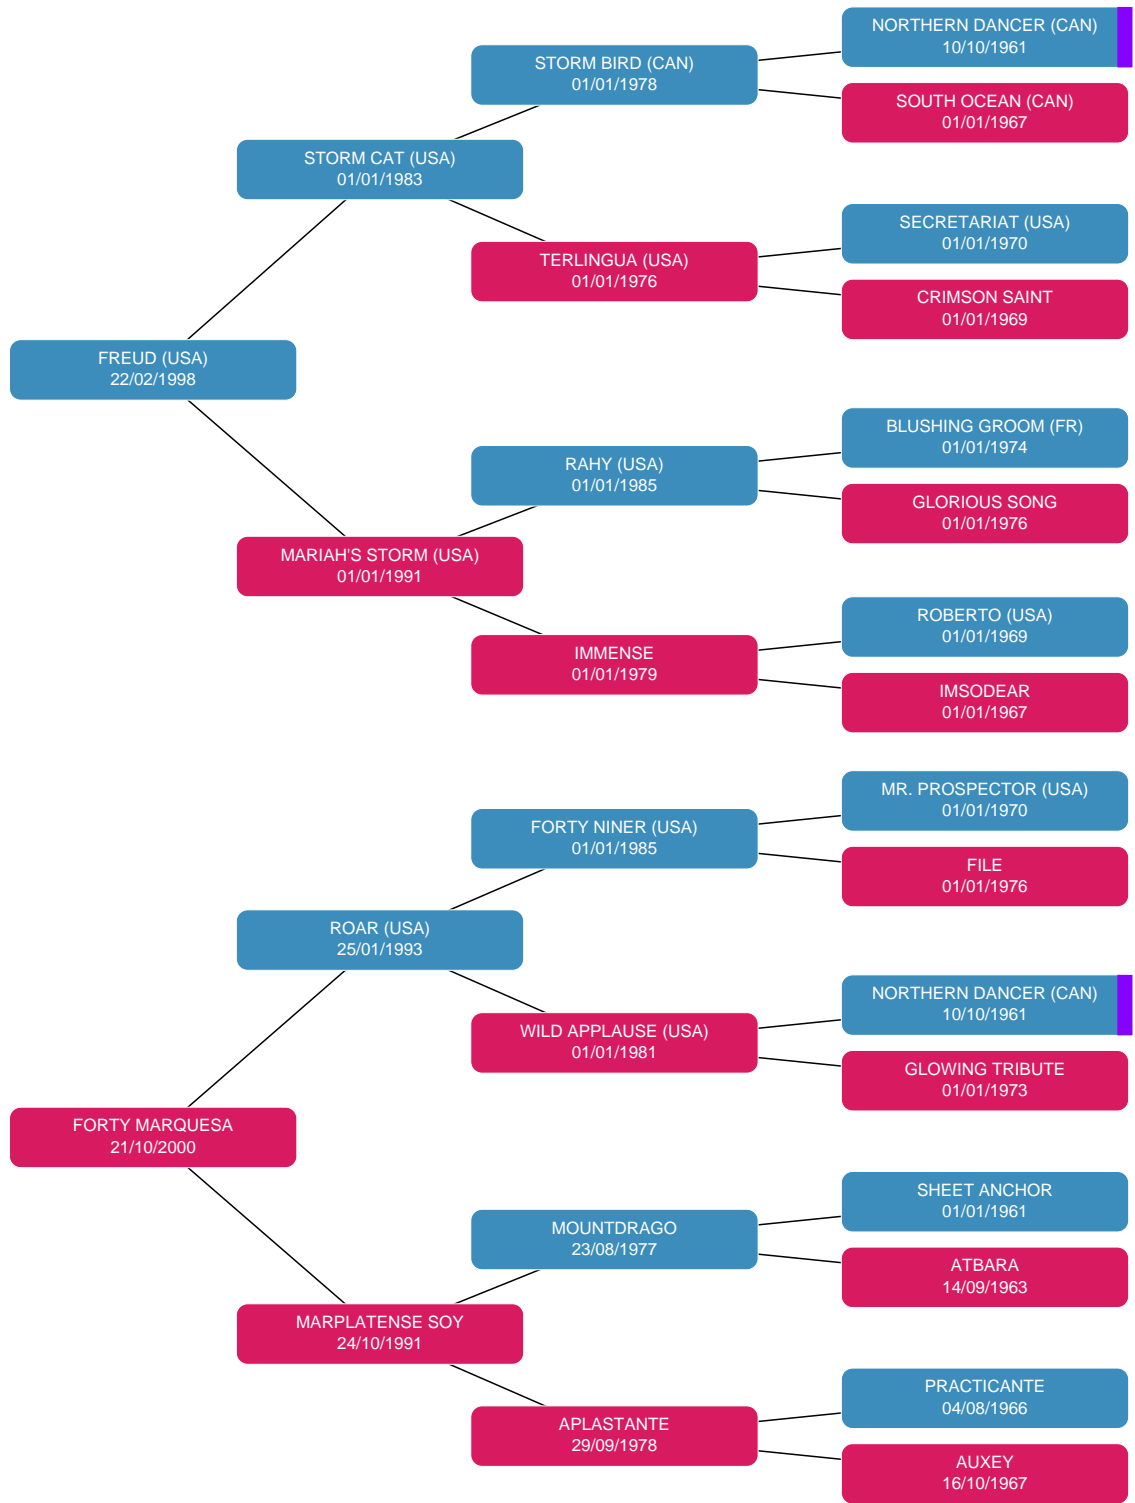 NORTHERN DANCER (CAN)
10/10/1961
STORM BIRD (CAN)
01/01/1978
SOUTH OCEAN (CAN)
01/01/1967
STORM CAT (USA)
01/01/1983
SECRETARIAT (USA)
01/01/1970
TERLINGUA (USA)
01/01/1976
CRIMSON SAINT
01/01/1969
FREUD (USA)
22/02/1998
BLUSHING GROOM (FR)
01/01/1974
RAHY (USA)
01/01/1985
GLORIOUS SONG
01/01/1976
MARIAH'S STORM (USA)
01/01/1991
ROBERTO (USA)
01/01/1969
IMMENSE
01/01/1979
IMSODEAR
01/01/1967
MR. PROSPECTOR (USA)
01/01/1970
FORTY NINER (USA)
01/01/1985
FILE
01/01/1976
ROAR (USA)
25/01/1993
NORTHERN DANCER (CAN)
10/10/1961
WILD APPLAUSE (USA)
01/01/1981
GLOWING TRIBUTE
01/01/1973
FORTY MARQUESA
21/10/2000
SHEET ANCHOR
01/01/1961
MOUNTDRAGO
23/08/1977
ATBARA
14/09/1963
MARPLATENSE SOY
24/10/1991
PRACTICANTE
04/08/1966
APLASTANTE
29/09/1978
AUXEY
16/10/1967